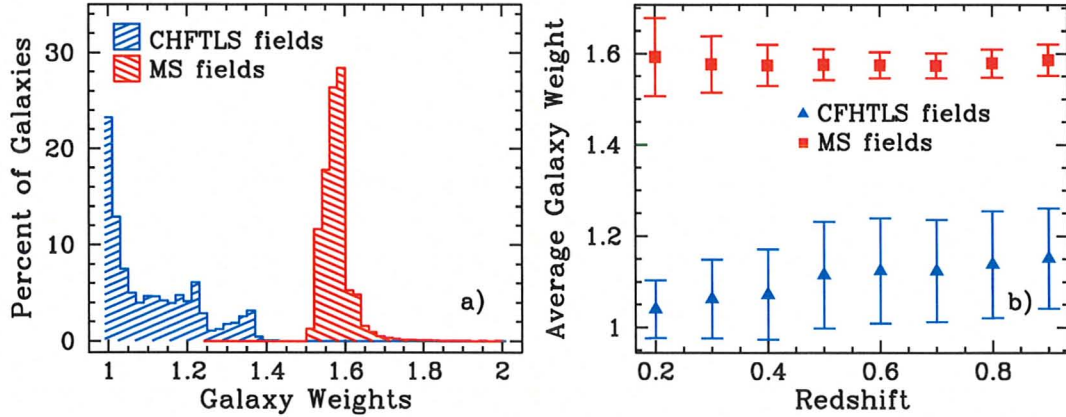 30
20
10
0
Percent of Galaxies
CHFTLS fields
MS fields
a)
1
1.2
1.4
1.6
1.8
2
Galaxy Weights
1.6
1.4
1.2
1
Average Galaxy Weight
CFHTLS fields
MS fields
b)
0.2
0.4
0.6
0.8
Redshift